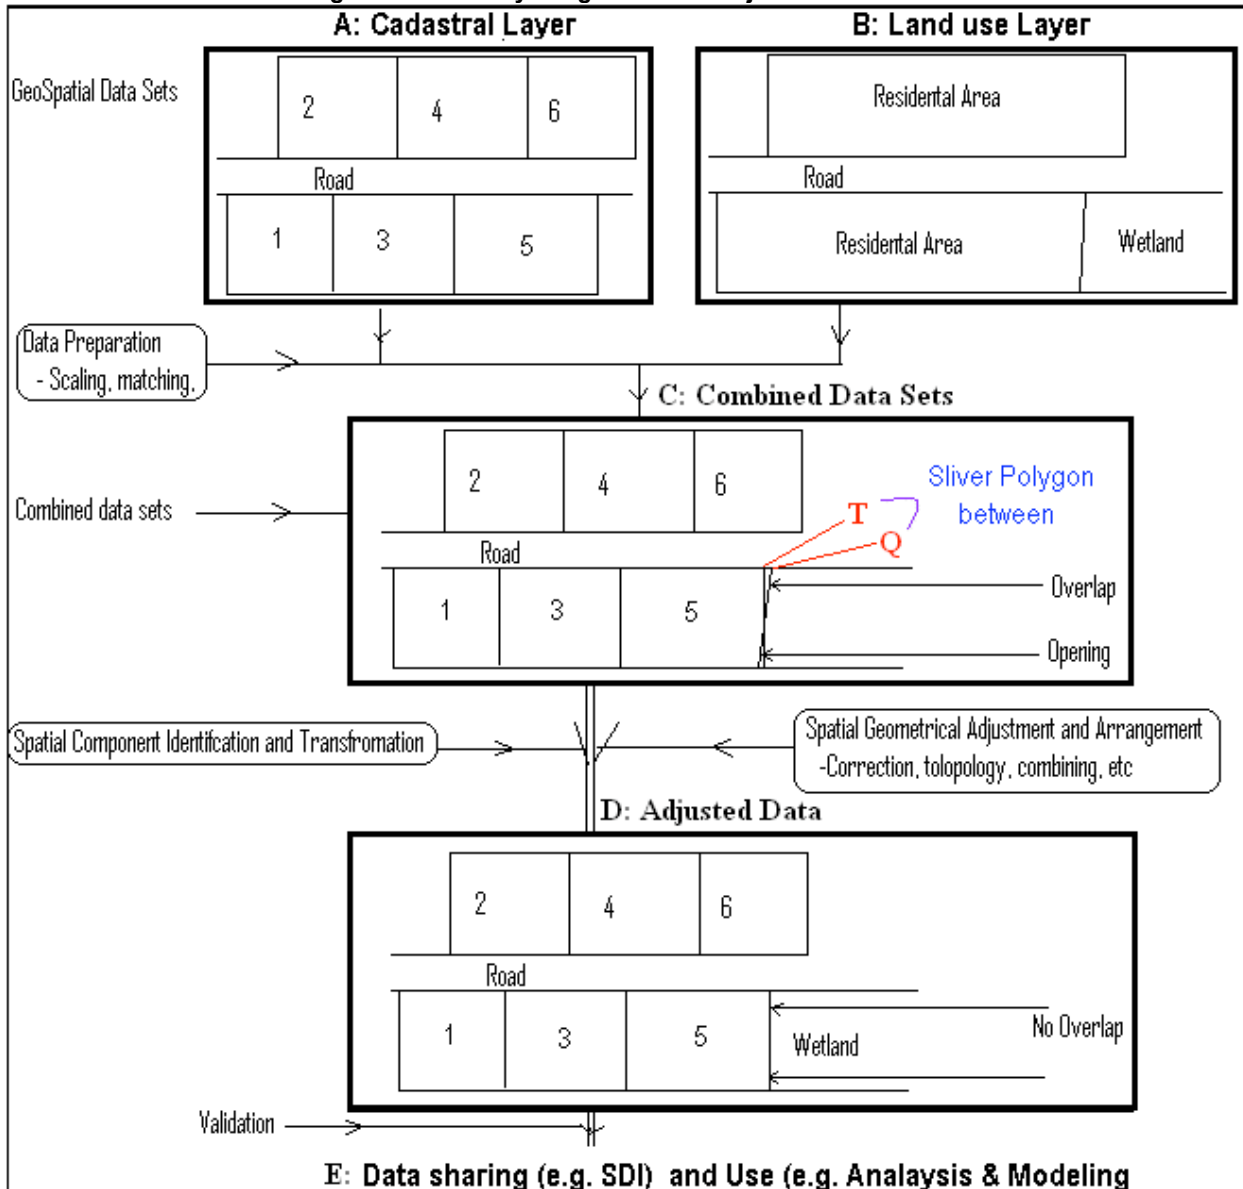 A: Cadastral Layer
B: Land use Layer
GeoSpatial Data Sets
2
4
6
Road
1
3
5
Residental Area
Road
Residental Area
Wetland
Data Preparation
- Scaling, matching,
C: Combined Data Sets
Combined data sets
2
4
6
Road
1
3
5
T
Q
Sliver Polygon
between
Overlap
Opening
Spatial Component Identifcation and Transfromation
Spatial Geometrical Adjustment and Arrangement
-Correction, tolopology, combining, etc
D: Adjusted Data
2
4
6
Road
1
3
5
Wetland
No Overlap
Validation
E: Data sharing (e.g. SDI) and Use (e.g. Analaysis & Modeling